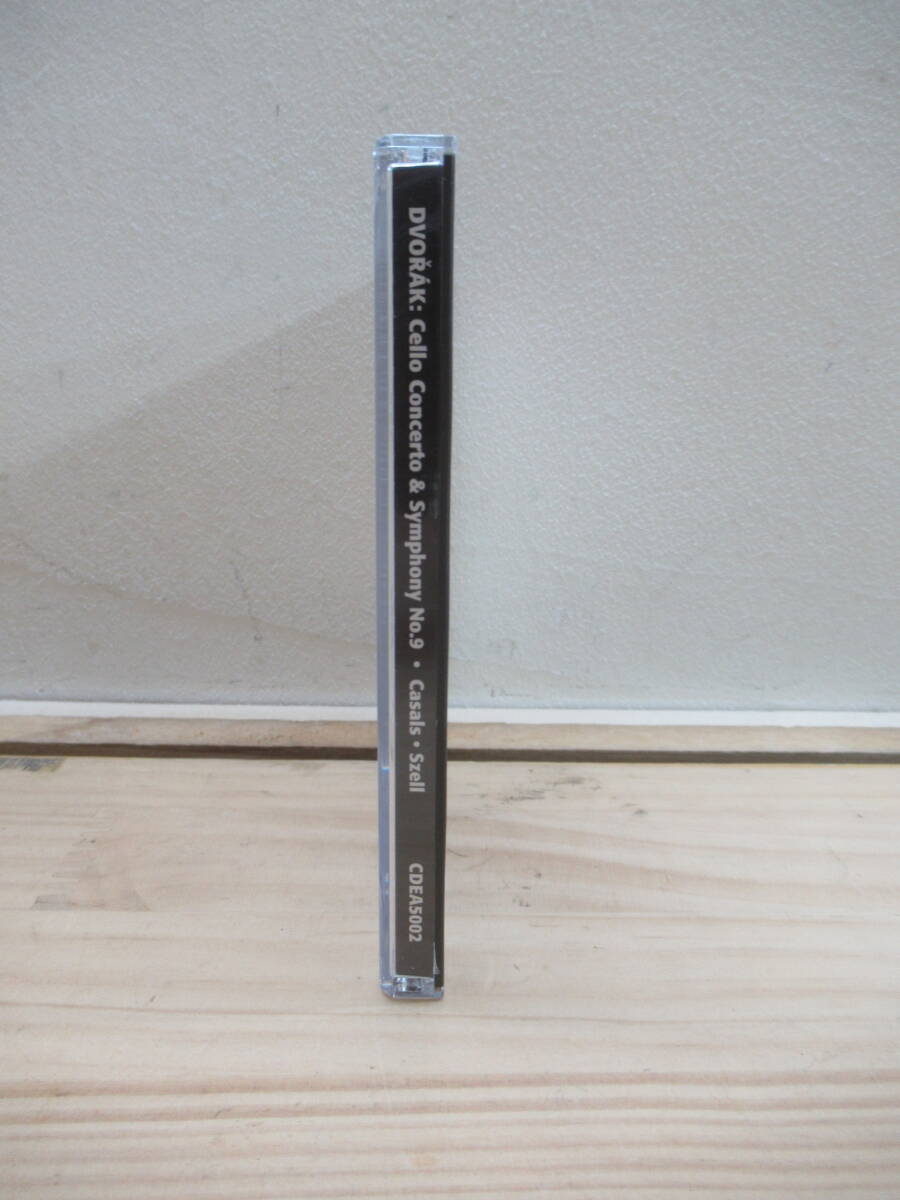 DVOŘÁK: Cello Concerto & Symphony No.9 • Casals • Szell CDEA5002